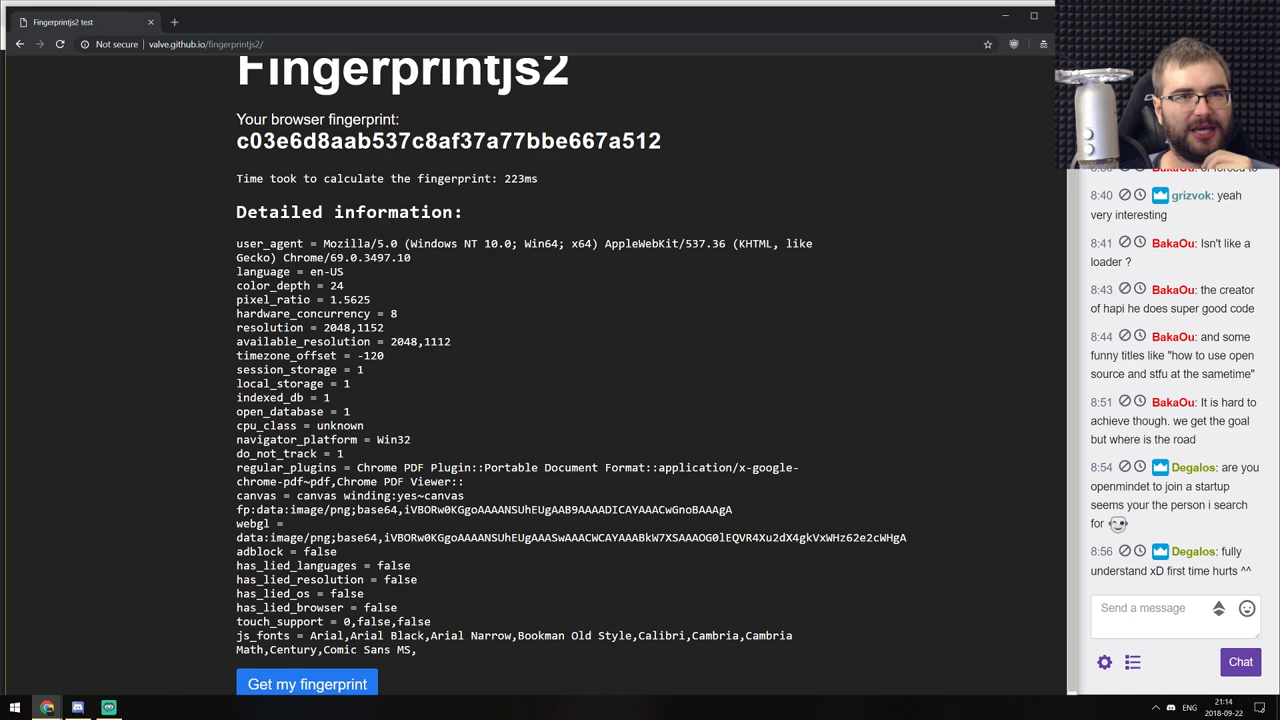 Fingerprintjs2 test
Not secure
valve.github.io/fingerprintjs2/
Fingerprintjs2
Your browser fingerprint:
c03e6d8aab537c8af37a77bbe667a512
Time took to calculate the fingerprint: 223ms
Detailed information:
user_agent = Mozilla/5.0 (Windows NT 10.0; Win64; x64) AppleWebKit/537.36 (KHTML, like
Gecko) Chrome/69.0.3497.10
language = en-US
color_depth = 24
pixel_ratio = 1.5625
hardware_concurrency = 8
resolution = 2048,1152
available_resolution = 2048,1112
timezone_offset = -120
session_storage = 1
local_storage = 1
indexed_db = 1
open_database = 1
cpu_class = unknown
navigator_platform = Win32
do_not_track = 1
regular_plugins = Chrome PDF Plugin::Portable Document Format::application/x-google-
chrome-pdf~pdf,Chrome PDF Viewer::
canvas = canvas winding:yes~canvas
fp:data:image/png;base64,iVBORw0KGgoAAAANSUhEUgAAB9AAAADICAYAAACwGnoBAAAgA
webgl =
data:image/png;base64,iVBORw0KGgoAAAANSUhEUgAAASwAAACWCAYAAABkW7XSAAAOG0lEQVR4Xu2dX4gkVxWHz62e2cWHgA
adblock = false
has_lied_languages = false
has_lied_resolution = false
has_lied_os = false
has_lied_browser = false
touch_support = 0,false,false
js_fonts = Arial,Arial Black,Arial Narrow,Bookman Old Style,Calibri,Cambria,Cambria
Math,Century,Comic Sans MS,
Get my fingerprint
BakaOu: or forced to
8:40 grizvok: yeah
very interesting
8:41 BakaOu: Isn't like a
loader ?
8:43 BakaOu: the creator
of hapi he does super good code
8:44 BakaOu: and some
funny titles like "how to use open
source and stfu at the sametime"
8:51 BakaOu: It is hard to
achieve though. we get the goal
but where is the road
8:54 Degalos: are you
openmindet to join a startup
seems your the person i search
for
8:56 Degalos: fully
understand xD first time hurts ^^
Send a message
Chat
ENG
21:14
2018-09-22